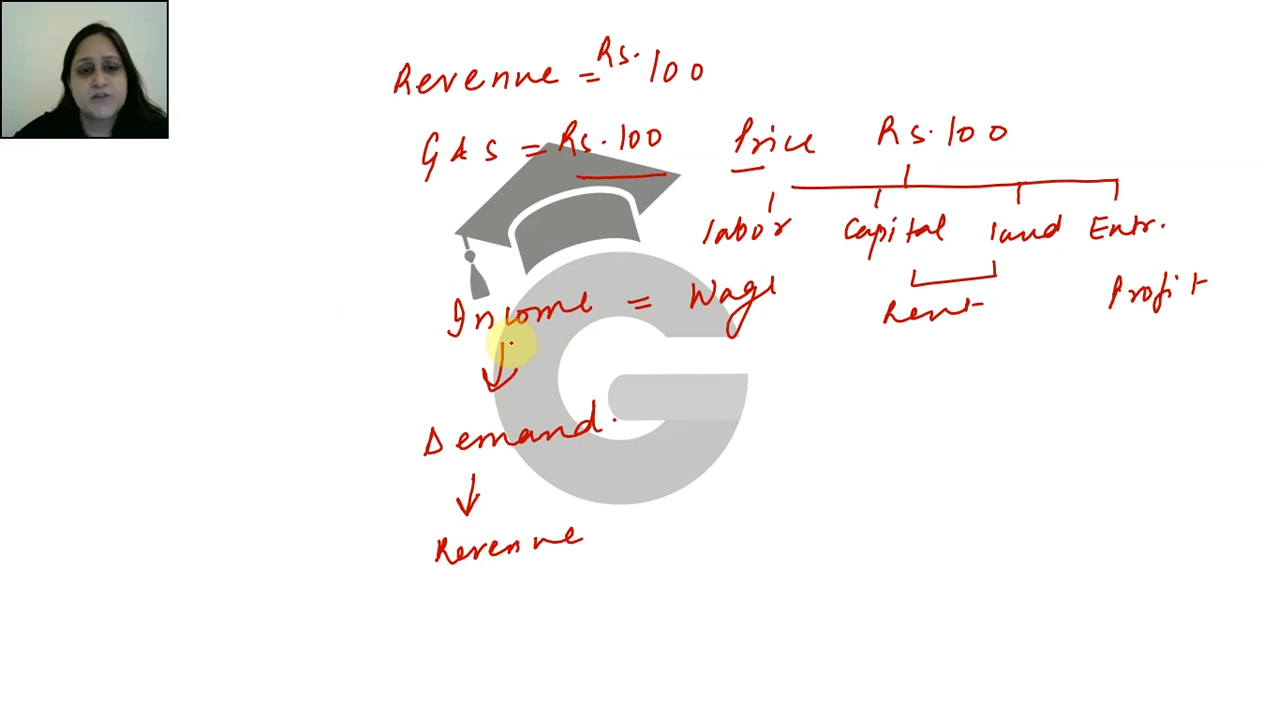 Revenue = Rs. 100
G & S = Rs. 100 Price Rs. 100
labor Capital land Entr.
Income = Wage Rent Profit
Demand.
Revenue